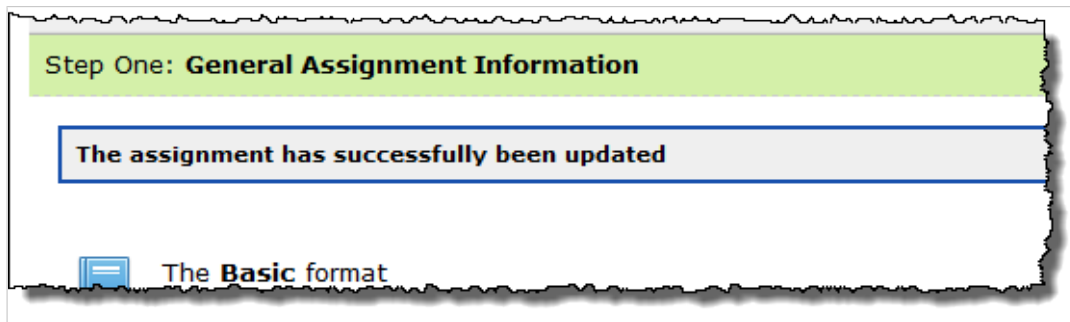 Step One: General Assignment Information
The assignment has successfully been updated
The Basic format